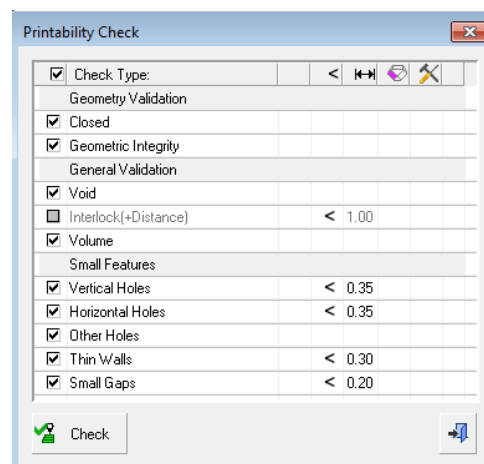 Printability Check
Check Type: <
Geometry Validation
Closed
Geometric Integrity
General Validation
Void
Interlock(+Distance) < 1.00
Volume
Small Features
Vertical Holes < 0.35
Horizontal Holes < 0.35
Other Holes
Thin Walls < 0.30
Small Gaps < 0.20
Check